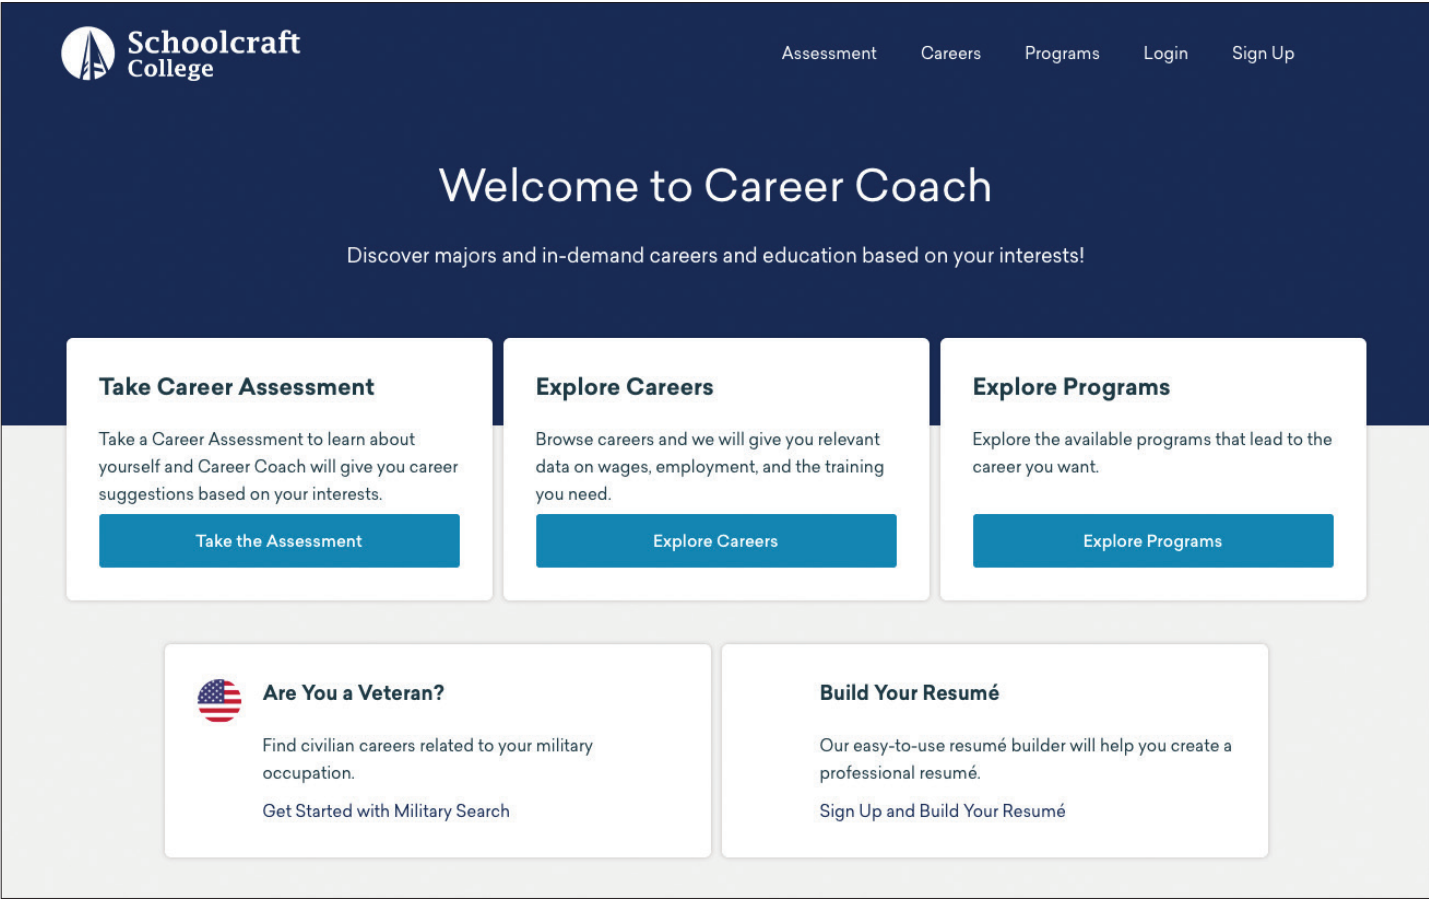 Schoolcraft
College
Assessment
Careers
Programs
Login
Sign Up
Welcome to Career Coach
Discover majors and in-demand careers and education based on your interests!
Take Career Assessment
Take a Career Assessment to learn about
yourself and Career Coach will give you career
suggestions based on your interests.
Take the Assessment
Explore Careers
Browse careers and we will give you relevant
data on wages, employment, and the training
you need.
Explore Careers
Explore Programs
Explore the available programs that lead to the
career you want.
Explore Programs
Are You a Veteran?
Find civilian careers related to your military
occupation.
Get Started with Military Search
Build Your Resumé
Our easy-to-use resumé builder will help you create a
professional resumé.
Sign Up and Build Your Resumé